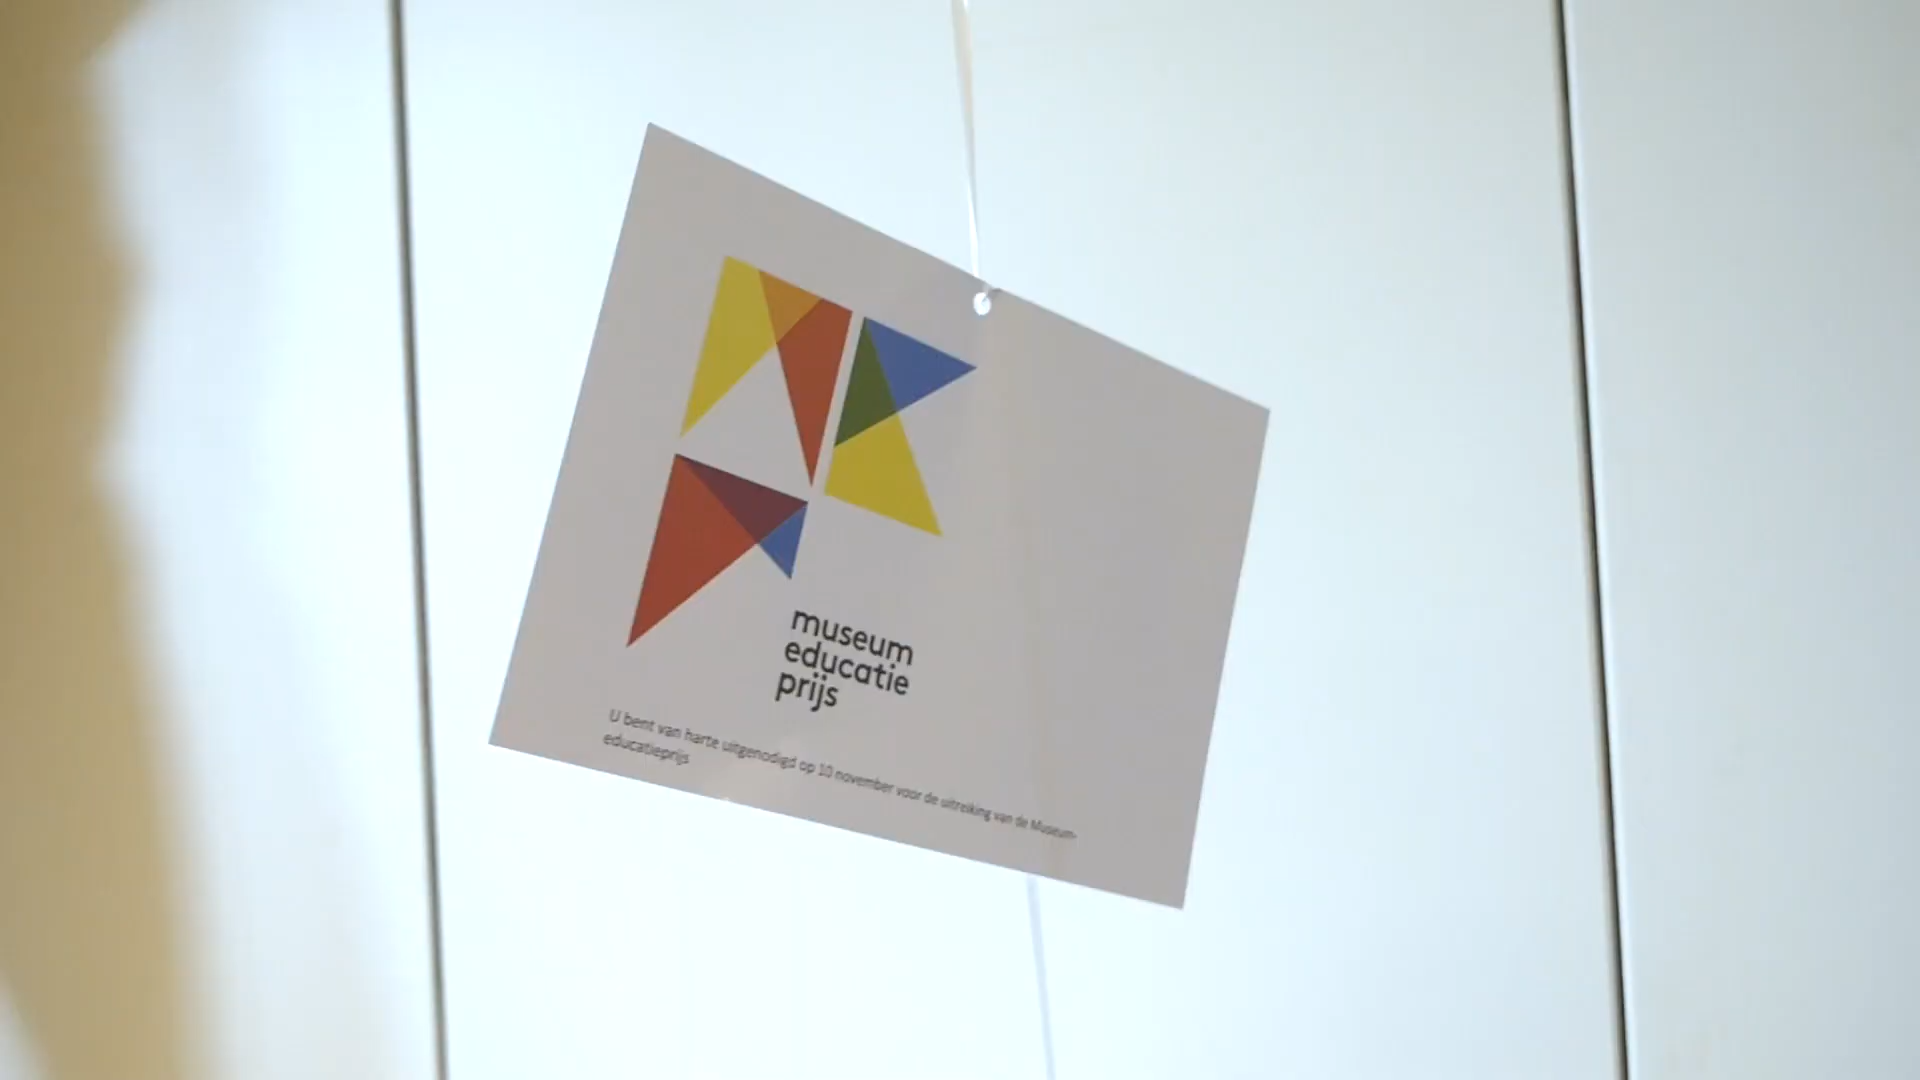 museum
educatie
prijs
U bent van harte uitgenodigd op 10 november voor de uitreiking van de Museum-
educatieprijs